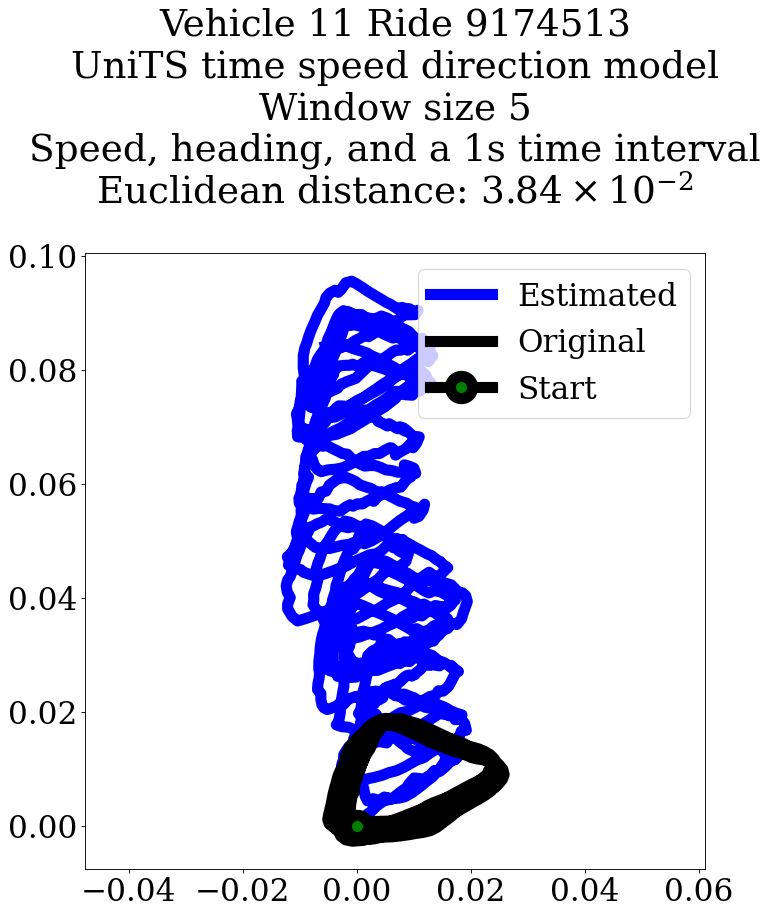 Vehicle 11 Ride 9174513
UniTS time speed direction model
Window size 5
Speed, heading, and a 1s time interval
Euclidean distance: 3.84 × 10⁻²
Estimated
Original
Start
0.10
0.08
0.06
0.04
0.02
0.00
−0.04 −0.02 0.00 0.02 0.04 0.06